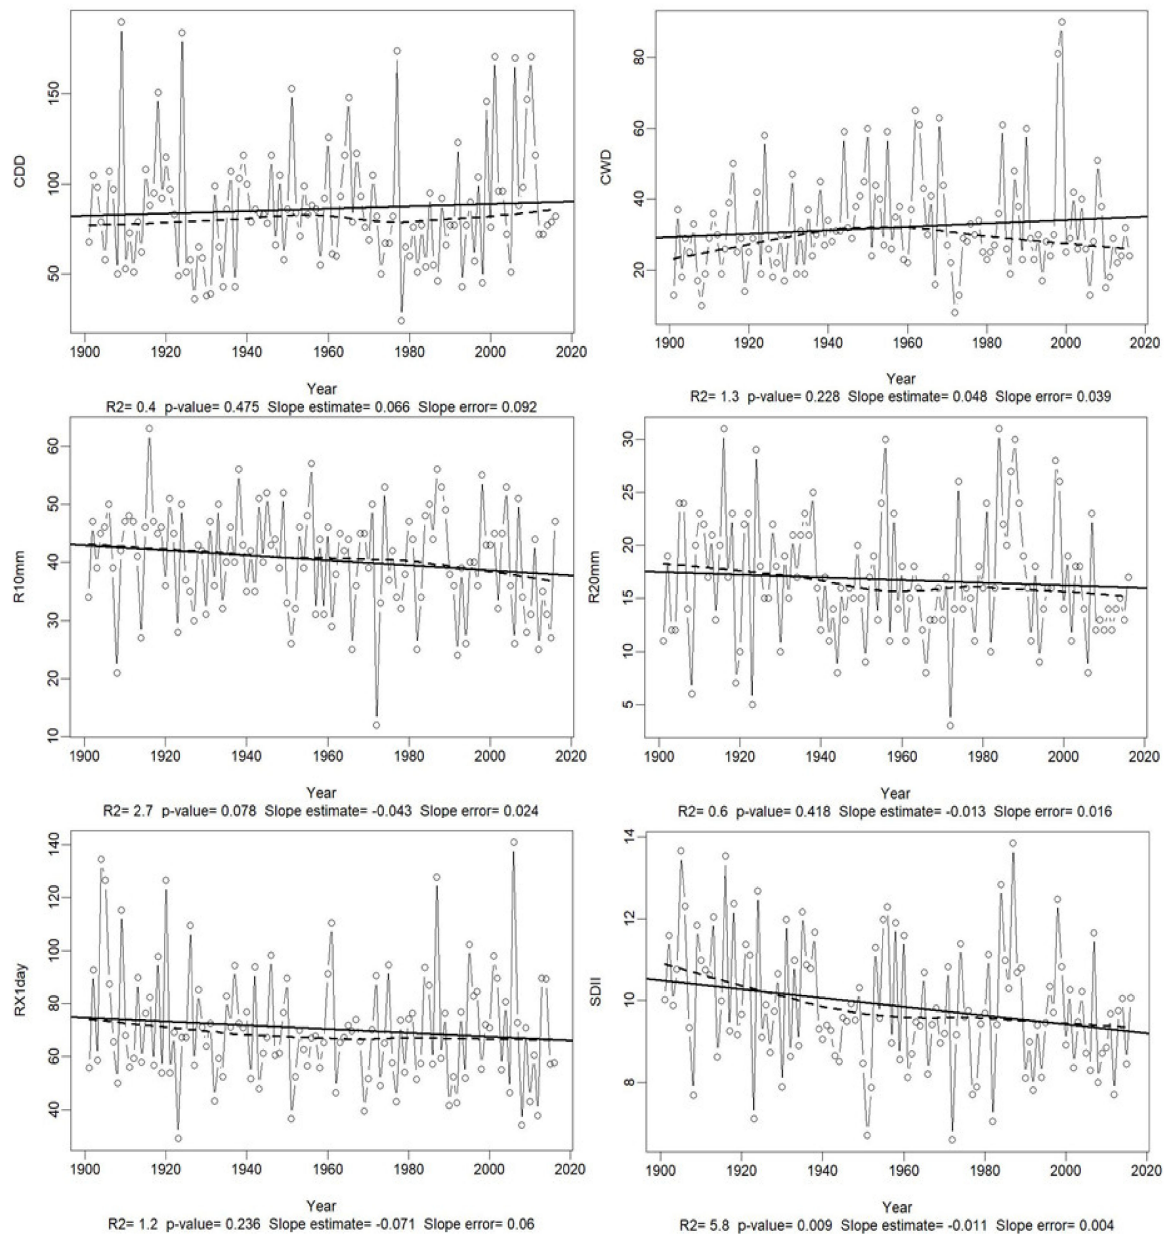 CDD
50 100 150
1900 1920 1940 1960 1980 2000 2020
Year
R2= 0.4 p-value= 0.475 Slope estimate= 0.066 Slope error= 0.092
CWD
20 40 60 80
1900 1920 1940 1960 1980 2000 2020
Year
R2= 1.3 p-value= 0.228 Slope estimate= 0.048 Slope error= 0.039
R10mm
10 20 30 40 50 60
1900 1920 1940 1960 1980 2000 2020
Year
R2= 2.7 p-value= 0.078 Slope estimate= -0.043 Slope error= 0.024
R20mm
5 10 15 20 25 30
1900 1920 1940 1960 1980 2000 2020
Year
R2= 0.6 p-value= 0.418 Slope estimate= -0.013 Slope error= 0.016
RX1day
40 60 80 100 120 140
1900 1920 1940 1960 1980 2000 2020
Year
R2= 1.2 p-value= 0.236 Slope estimate= -0.071 Slope error= 0.06
SDII
8 10 12 14
1900 1920 1940 1960 1980 2000 2020
Year
R2= 5.8 p-value= 0.009 Slope estimate= -0.011 Slope error= 0.004